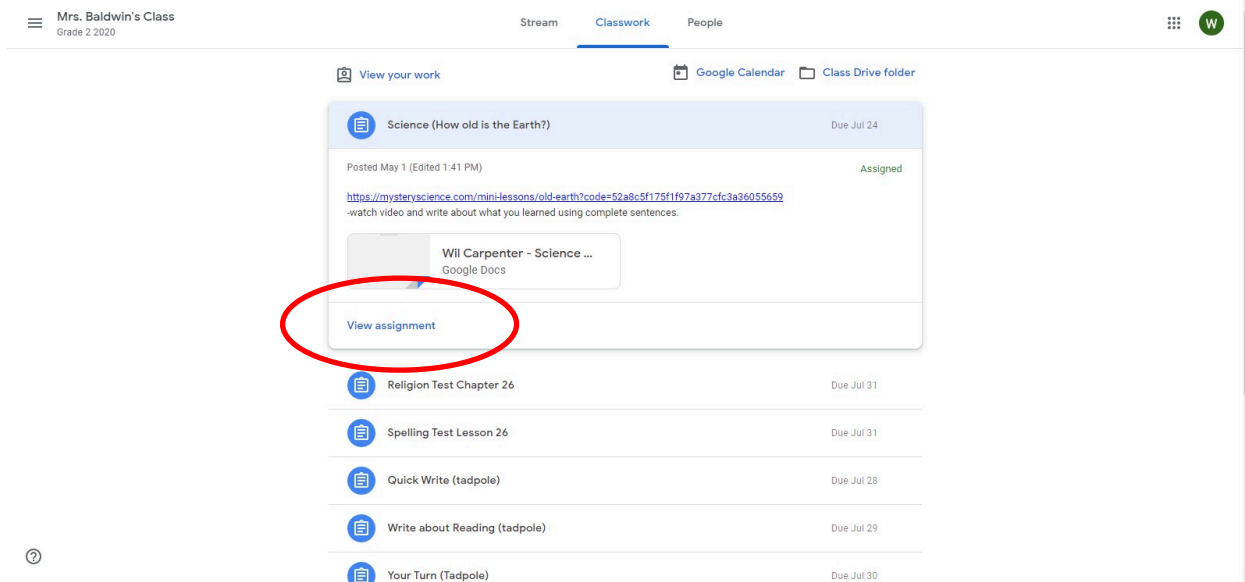 Mrs. Baldwin's Class
Grade 2 2020
Stream Classwork People
W
View your work
Google Calendar
Class Drive folder
Science (How old is the Earth?) Due Jul 24
Posted May 1 (Edited 1:41 PM) Assigned
https://mysteryscience.com/mini-lessons/old-earth?code=52a8c5f175f1f97a377cfc3a36055659
-watch video and write about what you learned using complete sentences.
Wil Carpenter - Science ...
Google Docs
View assignment
Religion Test Chapter 26 Due Jul 31
Spelling Test Lesson 26 Due Jul 31
Quick Write (tadpole) Due Jul 28
Write about Reading (tadpole) Due Jul 29
Your Turn (Tadpole) Due Jul 30